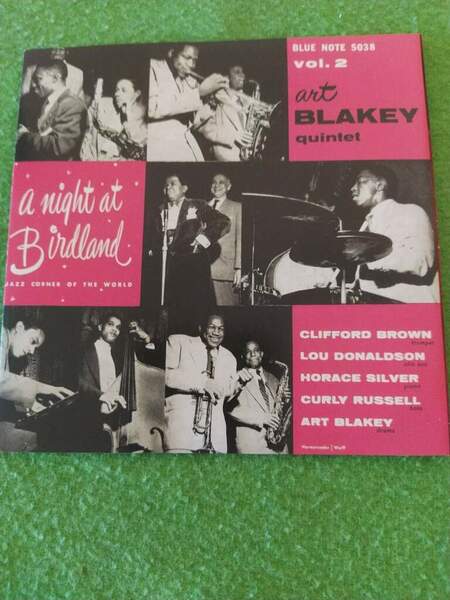 BLUE NOTE 5038
vol. 2
art
BLAKEY
quintet
a night at
Birdland
JAZZ CORNER OF THE WORLD
CLIFFORD BROWN
trumpet
LOU DONALDSON
alto sax
HORACE SILVER
piano
CURLY RUSSELL
bass
ART BLAKEY
drums